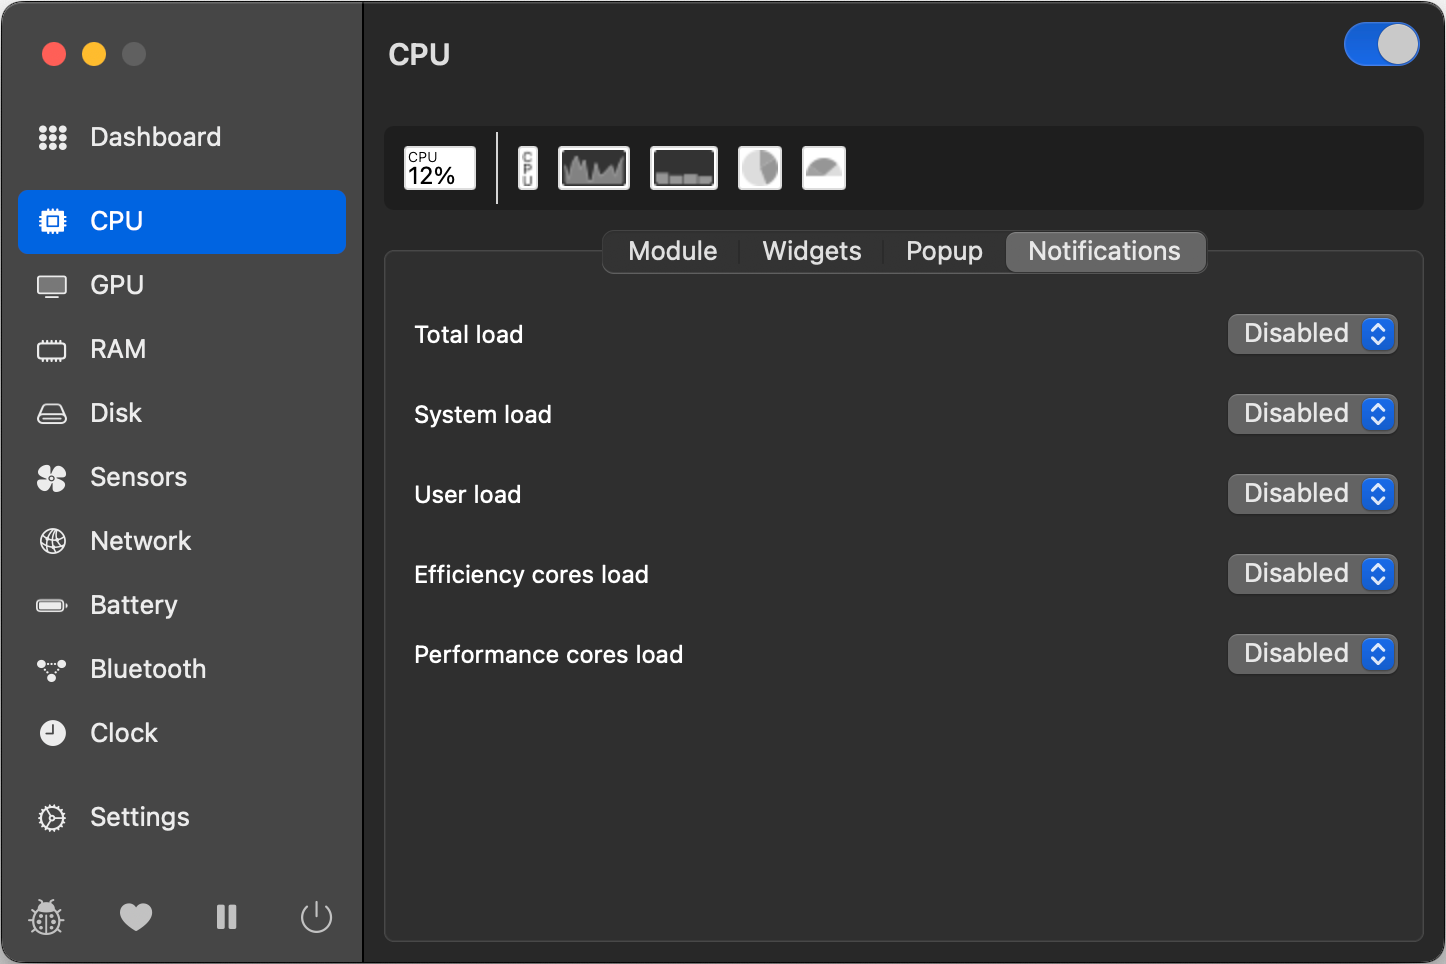 CPU
Dashboard
CPU
GPU
RAM
Disk
Sensors
Network
Battery
Bluetooth
Clock
Settings
CPU
12%
CPU
Module
Widgets
Popup
Notifications
Total load
Disabled
System load
Disabled
User load
Disabled
Efficiency cores load
Disabled
Performance cores load
Disabled